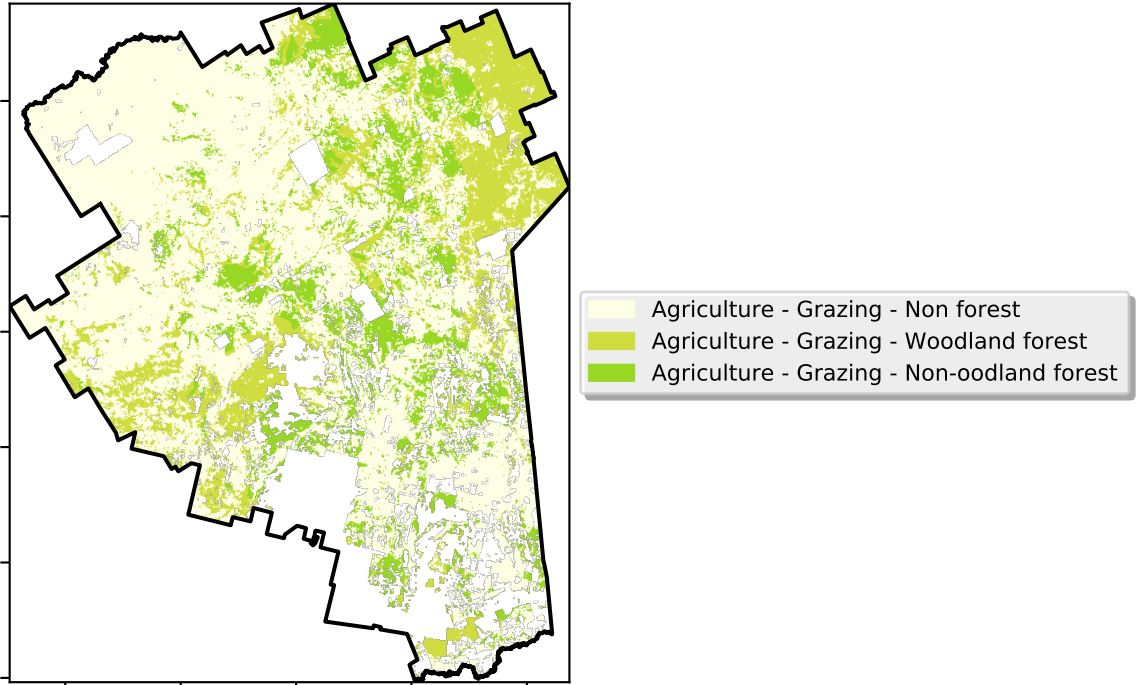 Agriculture - Grazing - Non forest
Agriculture - Grazing - Woodland forest
Agriculture - Grazing - Non-oodland forest